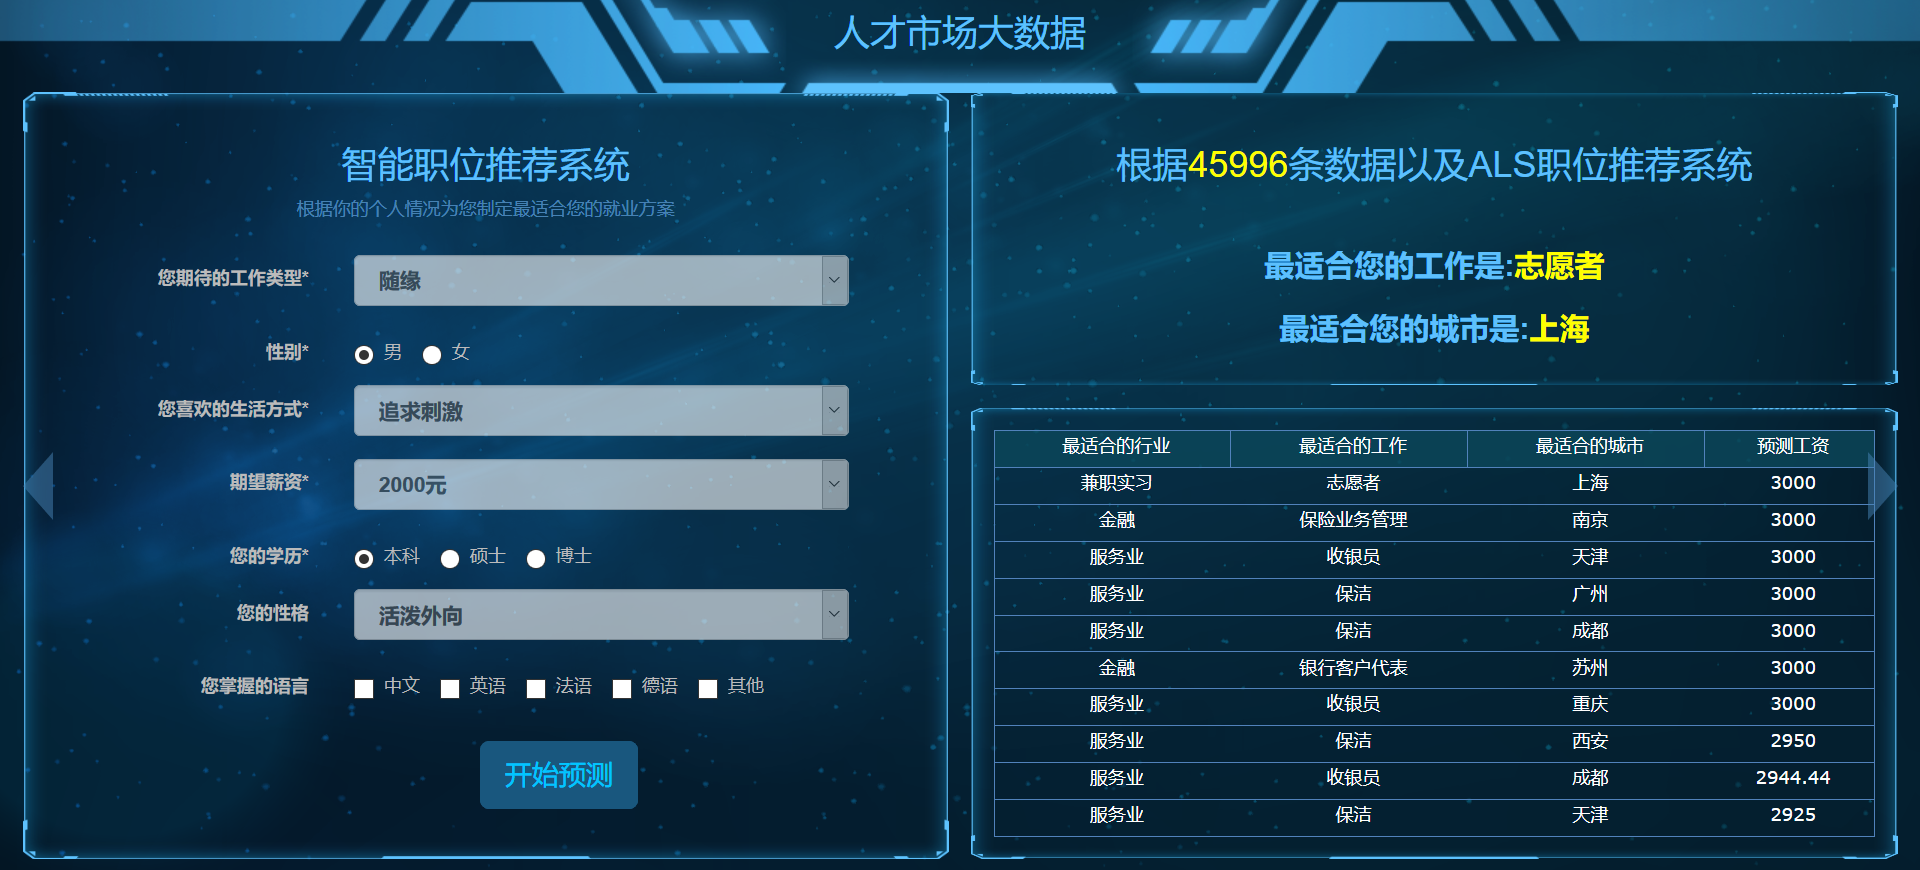 人才市场大数据
智能职位推荐系统
根据你的个人情况为您制定最适合您的就业方案
您期待的工作类型* 随缘
性别* 男 女
您喜欢的生活方式* 追求刺激
期望薪资* 2000元
您的学历* 本科 硕士 博士
您的性格 活泼外向
您掌握的语言 中文 英语 法语 德语 其他
开始预测
根据45996条数据以及ALS职位推荐系统
最适合您的工作是:志愿者
最适合您的城市是:上海
最适合的行业 最适合的工作 最适合的城市 预测工资
兼职实习 志愿者 上海 3000
金融 保险业务管理 南京 3000
服务业 收银员 天津 3000
服务业 保洁 广州 3000
服务业 保洁 成都 3000
金融 银行客户代表 苏州 3000
服务业 收银员 重庆 3000
服务业 保洁 西安 2950
服务业 收银员 成都 2944.44
服务业 保洁 天津 2925